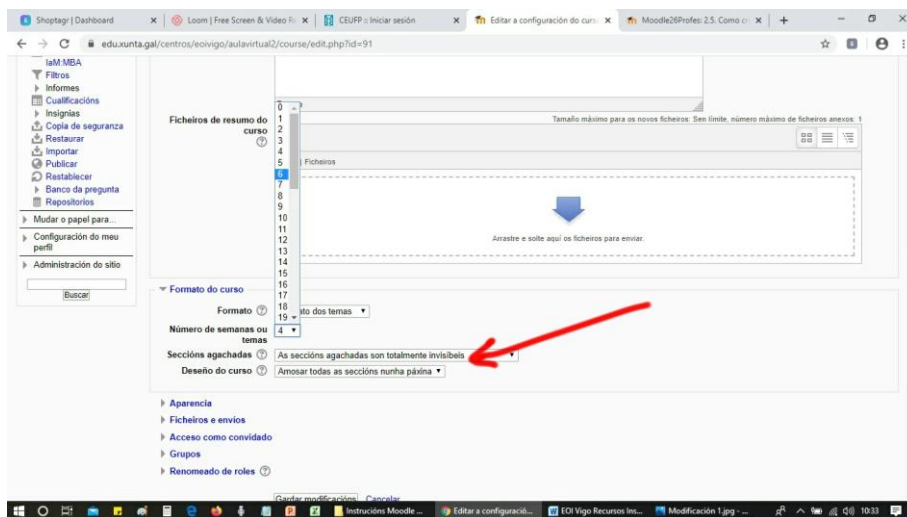 Shoptagr | Dashboard
Loom | Free Screen & Video Re
CEUFP :: Iniciar sesión
Editar a configuración do curs
Moodle26Profes: 2.5. Como cr
edu.xunta.gal/centros/eoivigo/aulavirtual2/course/edit.php?id=91
IaM:MBA
Filtros
Informes
Cualificacións
Insignias
Copia de seguranza
Restaurar
Importar
Publicar
Restablecer
Banco da pregunta
Repositorios
Mudar o papel para...
Configuración do meu
perfil
Administración do sitio
Buscar
Ficheiros de resumo do
curso
Tamaño máximo para os novos ficheiros: Sen límite, número máximo de ficheiros anexos: 1
Ficheiros
Arrastre e solte aquí os ficheiros para enviar.
0
1
2
3
4
5
6
7
8
9
10
11
12
13
14
15
16
17
18
19
Formato do curso
Formato
ato dos temas
Número de semanas ou
temas
4
Seccións agachadas
As seccións agachadas son totalmente invisíbeis
Deseño do curso
Amosar todas as seccións nunha páxina
Aparencia
Ficheiros e envíos
Acceso como convidado
Grupos
Renomeado de roles
Gardar modificacións
Cancelar
Instrucións Moodle ...
Editar a configuració...
EOI Vigo Recursos Ins...
Modificación 1.jpg - ...
10:33